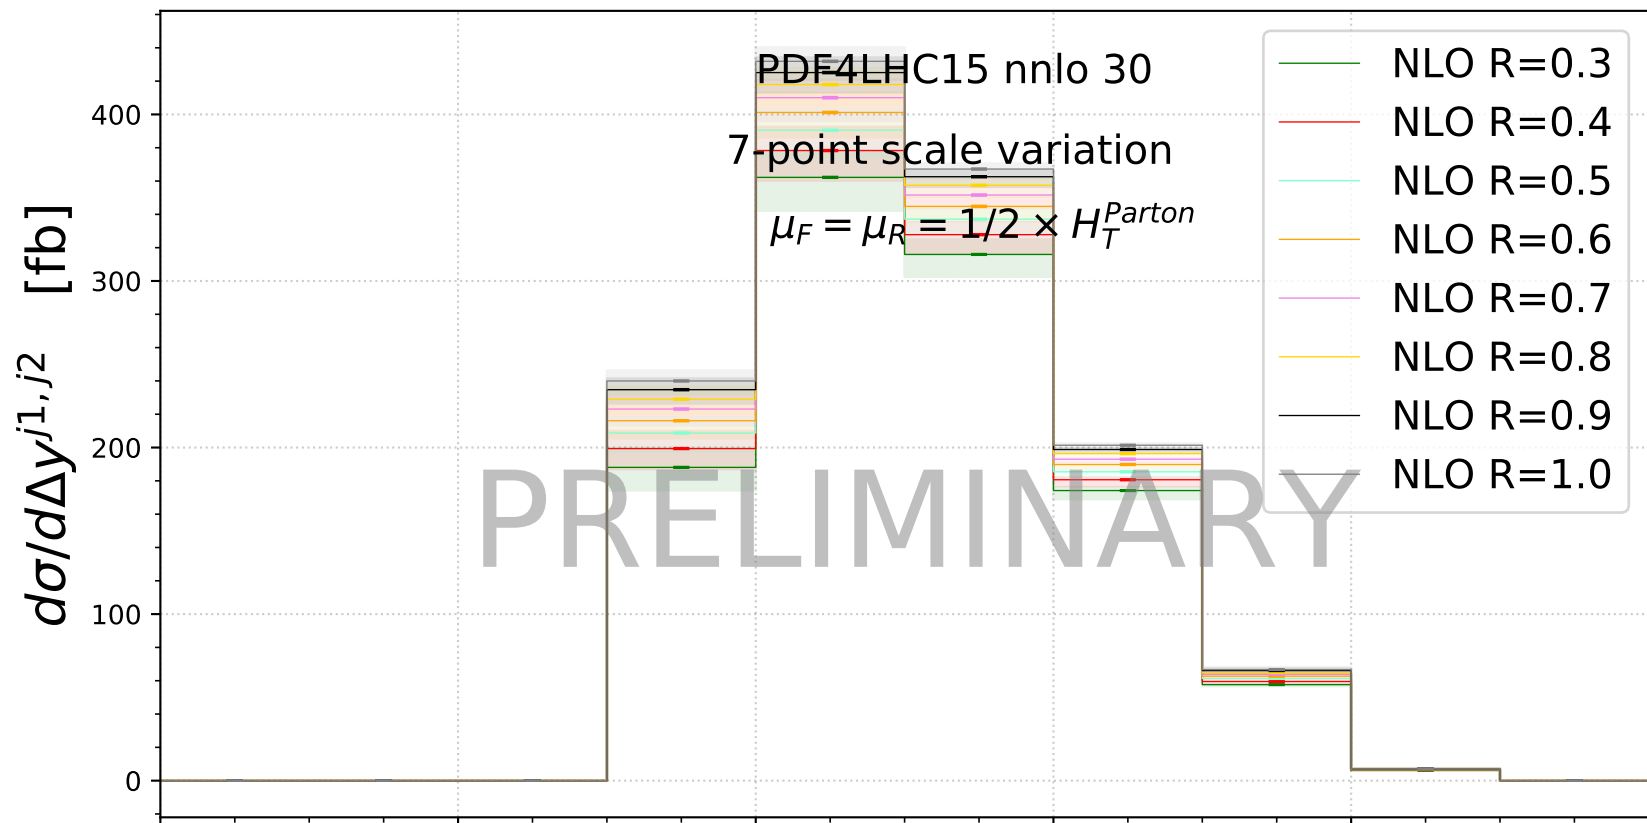 PDF4LHC15 nnlo 30
7-point scale variation
μ_F = μ_R = 1/2 × H_T^{Parton}
NLO R=0.3
NLO R=0.4
NLO R=0.5
NLO R=0.6
NLO R=0.7
NLO R=0.8
NLO R=0.9
NLO R=1.0
dσ/dΔy^{j1, j2} [fb]
400
300
200
100
0
PRELIMINARY